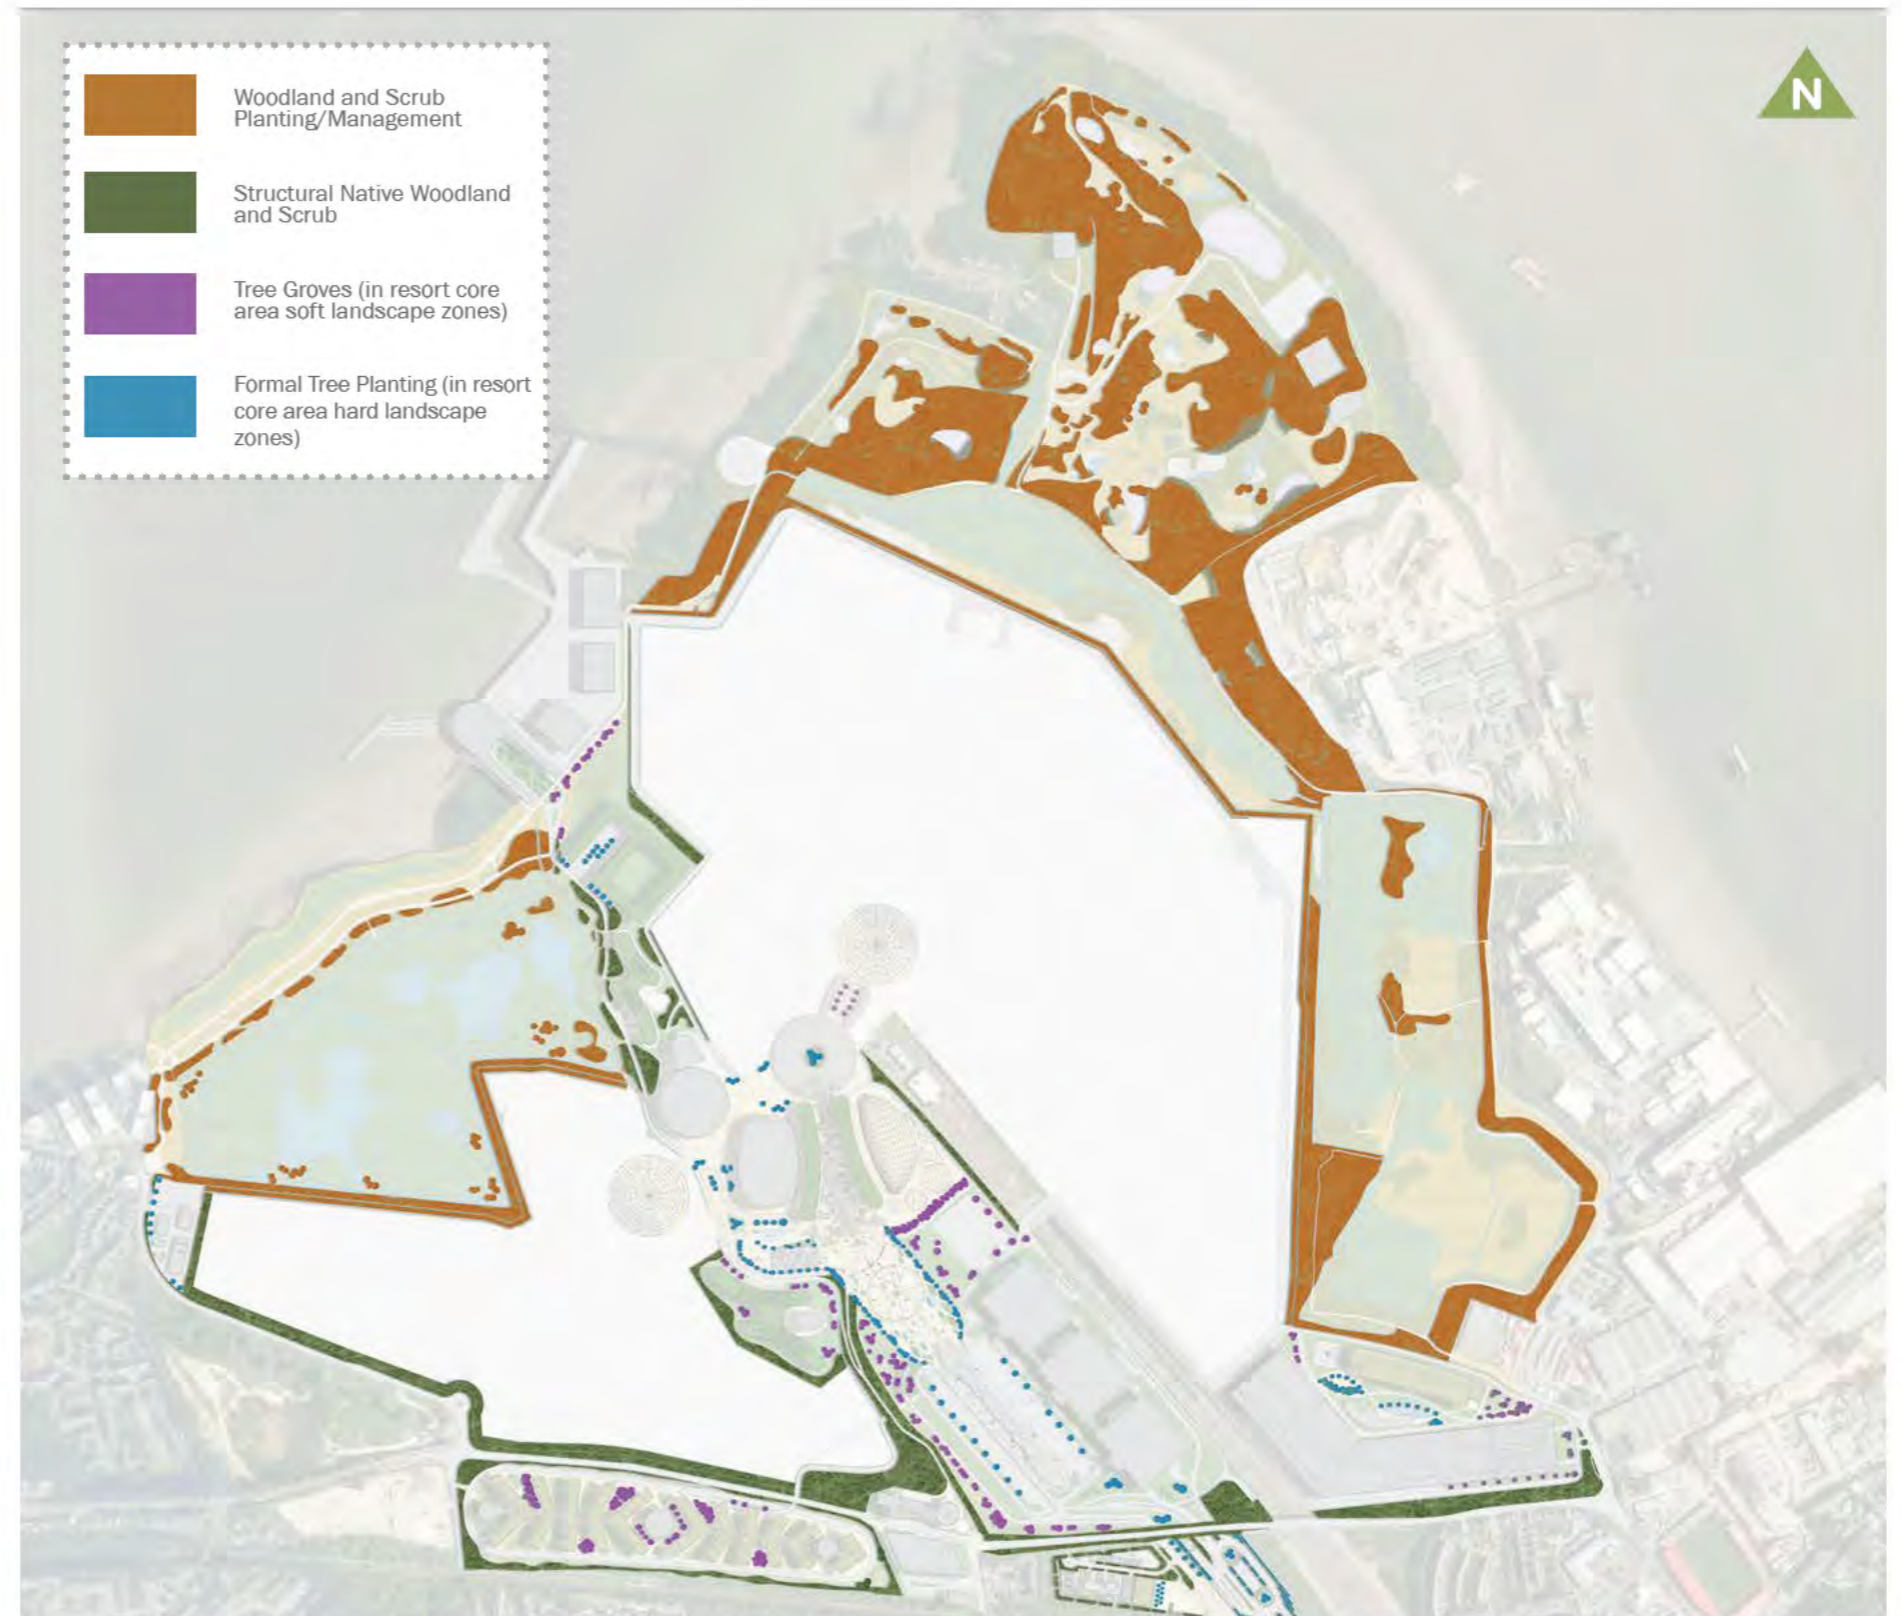 Woodland and Scrub
Planting/Management
Structural Native Woodland
and Scrub
Tree Groves (in resort core
area soft landscape zones)
Formal Tree Planting (in resort
core area hard landscape
zones)
N